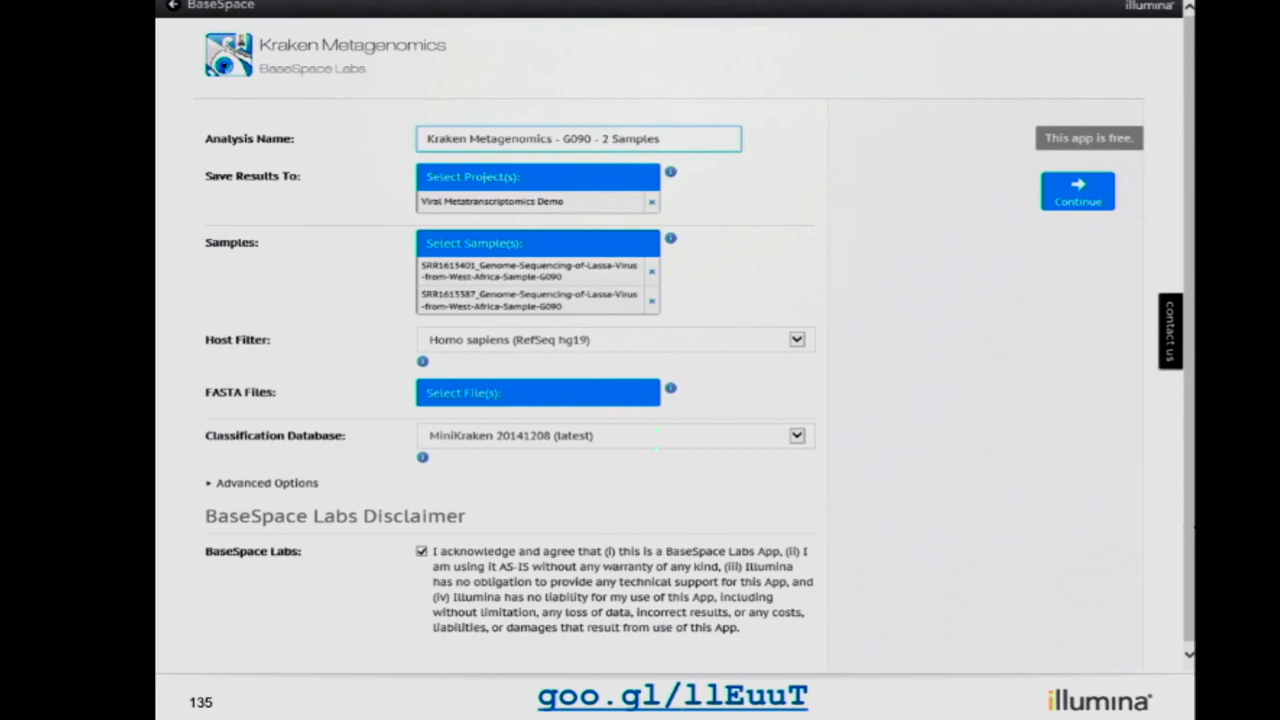 BaseSpace
illumina
Kraken Metagenomics
BaseSpace Labs
Analysis Name:
Kraken Metagenomics - G090 - 2 Samples
This app is free.
Save Results To:
Select Project(s):
Viral Metatranscriptomics Demo
Continue
Samples:
Select Sample(s):
SRR1613401_Genome-Sequencing-of-Lassa-Virus
-from-West-Africa-Sample-G090
SRR1613387_Genome-Sequencing-of-Lassa-Virus
-from-West-Africa-Sample-G090
contact us
Host Filter:
Homo sapiens (RefSeq hg19)
FASTA Files:
Select File(s):
Classification Database:
MiniKraken 20141208 (latest)
Advanced Options
BaseSpace Labs Disclaimer
BaseSpace Labs:
I acknowledge and agree that (i) this is a BaseSpace Labs App, (ii) I
am using it AS-IS without any warranty of any kind, (iii) Illumina
has no obligation to provide any technical support for this App, and
(iv) Illumina has no liability for my use of this App, including
without limitation, any loss of data, incorrect results, or any costs,
liabilities, or damages that result from use of this App.
135
goo.gl/llEuuT
illumina